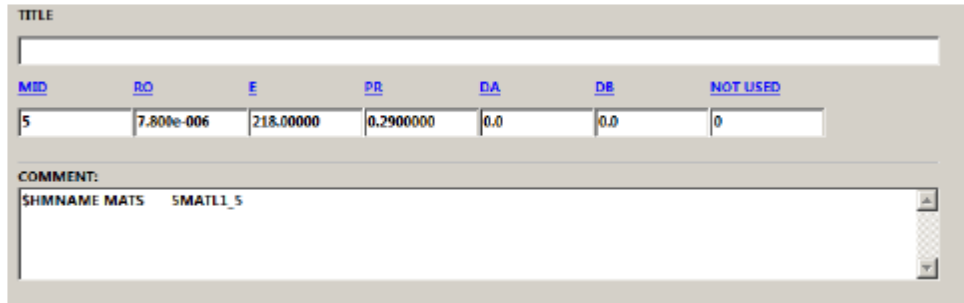 TITLE
MID RO E PR DA DB NOT USED
5 7.800e-006 218.00000 0.2900000 0.0 0.0 0
COMMENT:
$HMNAME MATS 5MATL1_5